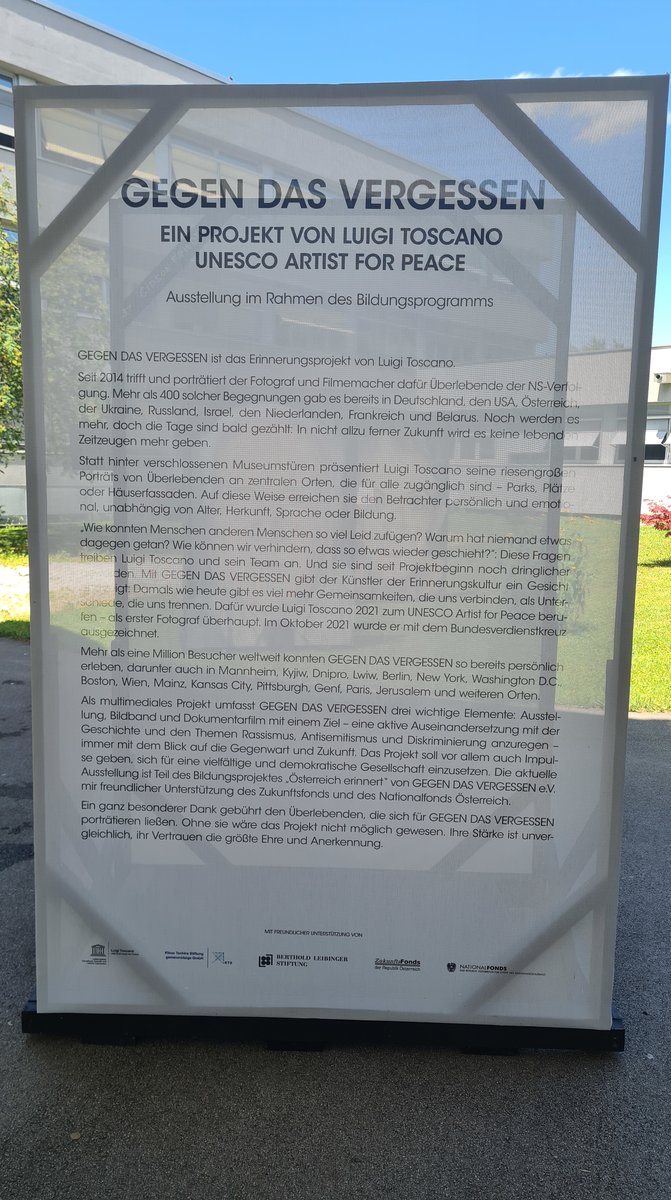 GEGEN DAS VERGESSEN
EIN PROJEKT VON LUIGI TOSCANO
UNESCO ARTIST FOR PEACE
Ausstellung im Rahmen des Bildungsprogramms
GEGEN DAS VERGESSEN ist das Erinnerungsprojekt von Luigi Toscano.
Seit 2014 trifft und porträtiert der Fotograf und Filmemacher dafür Überlebende der NS-Verfol-
gung. Mehr als 400 solcher Begegnungen gab es bereits in Deutschland, den USA, Österreich,
der Ukraine, Russland, Israel, den Niederlanden, Frankreich und Belarus. Noch werden es
mehr, doch die Tage sind bald gezählt: In nicht allzu ferner Zukunft wird es keine lebenden
Zeitzeugen mehr geben.
Statt hinter verschlossenen Museumstüren präsentiert Luigi Toscano seine riesengroßen
Porträts von Überlebenden an zentralen Orten, die für alle zugänglich sind – Parks, Plätze
oder Häuserfassaden. Auf diese Weise erreichen sie den Betrachter persönlich und emotio-
nal, unabhängig von Alter, Herkunft, Sprache oder Bildung.
„Wie konnten Menschen anderen Menschen so viel Leid zufügen? Warum hat niemand etwas
dagegen getan? Wie können wir verhindern, dass so etwas wieder geschieht?“: Diese Fragen
treiben Luigi Toscano und sein Team an. Und sie sind seit Projektbeginn noch dringlicher
den. Mit GEGEN DAS VERGESSEN gibt der Künstler der Erinnerungskultur ein Gesicht
igt: Damals wie heute gibt es viel mehr Gemeinsamkeiten, die uns verbinden, als Unter-
schiede, die uns trennen. Dafür wurde Luigi Toscano 2021 zum UNESCO Artist for Peace beru-
fen – als erster Fotograf überhaupt. Im Oktober 2021 wurde er mit dem Bundesverdienstkreuz
ausgezeichnet.
Mehr als eine Million Besucher weltweit konnten GEGEN DAS VERGESSEN so bereits persönlich
erleben, darunter auch in Mannheim, Kyjiw, Dnipro, Lwiw, Berlin, New York, Washington D.C.,
Boston, Wien, Mainz, Kansas City, Pittsburgh, Genf, Paris, Jerusalem und weiteren Orten.
Als multimediales Projekt umfasst GEGEN DAS VERGESSEN drei wichtige Elemente: Ausstel-
lung, Bildband und Dokumentarfilm mit einem Ziel – eine aktive Auseinandersetzung mit der
Geschichte und den Themen Rassismus, Antisemitismus und Diskriminierung anzuregen –
immer mit dem Blick auf die Gegenwart und Zukunft. Das Projekt soll vor allem auch Impul-
se geben, sich für eine vielfältige und demokratische Gesellschaft einzusetzen. Die aktuelle
Ausstellung ist Teil des Bildungsprojektes „Österreich erinnert“ von GEGEN DAS VERGESSEN e.V.
mir freundlicher Unterstützung des Zukunftsfonds und des Nationalfonds Österreich.
Ein ganz besonderer Dank gebührt den Überlebenden, die sich für GEGEN DAS VERGESSEN
porträtieren ließen. Ohne sie wäre das Projekt nicht möglich gewesen. Ihre Stärke ist unver-
gleichlich, ihr Vertrauen die größte Ehre und Anerkennung.
MIT FREUNDLICHER UNTERSTÜTZUNG VON
Luigi Toscano
Klaus Tschira Stiftung
gemeinnützige GmbH
KTS
BERTHOLD LEIBINGER
STIFTUNG
ZukunftsFonds
der Republik Österreich
NATIONALFONDS